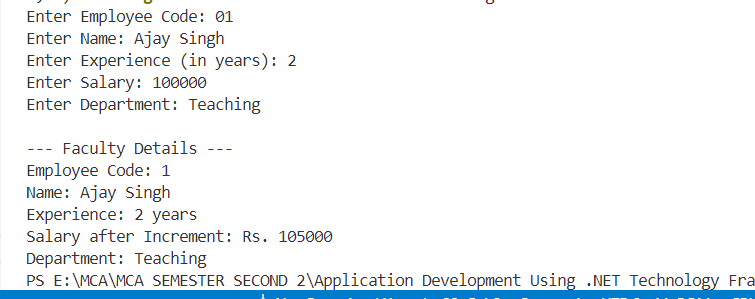 Enter Employee Code: 01
Enter Name: Ajay Singh
Enter Experience (in years): 2
Enter Salary: 100000
Enter Department: Teaching
--- Faculty Details ---
Employee Code: 1
Name: Ajay Singh
Experience: 2 years
Salary after Increment: Rs. 105000
Department: Teaching
PS E:\MCA\MCA SEMESTER SECOND 2\Application Development Using .NET Technology Fra